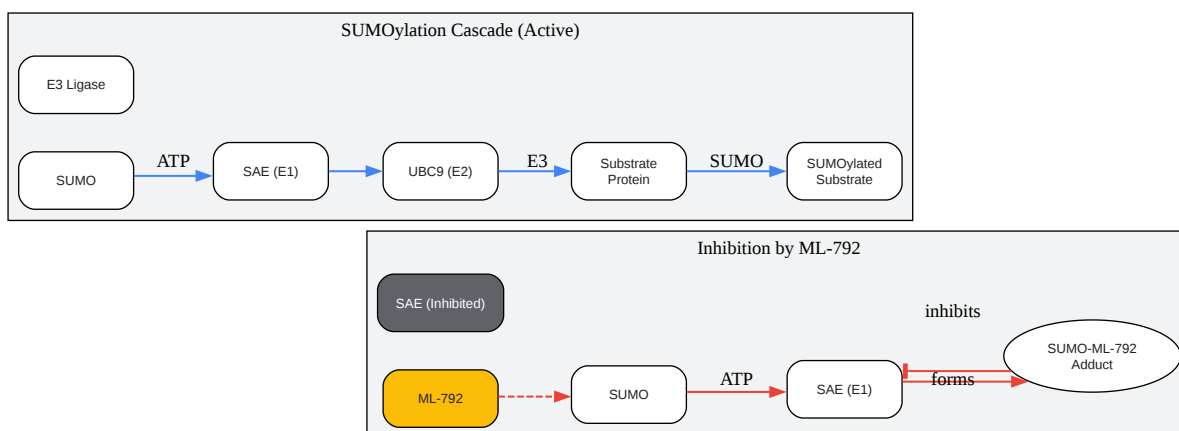 SUMOylation Cascade (Active)
E3 Ligase
SUMO
ATP
SAE (E1)
UBC9 (E2)
E3
Substrate
Protein
SUMO
SUMOylated
Substrate
Inhibition by ML-792
SAE (Inhibited)
ML-792
SUMO
ATP
SAE (E1)
inhibits
forms
SUMO-ML-792
Adduct